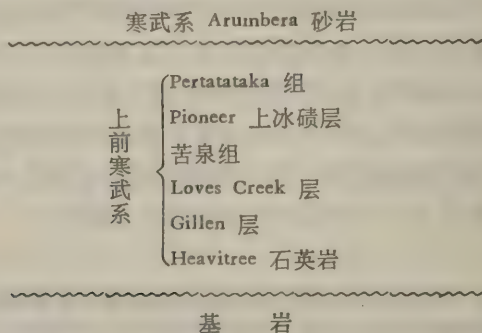 寒武系 Arumbera 砂岩
上前寒武系
Pertatataka 组
Pioneer 上冰碛层
苦泉组
Loves Creek 层
Gillen 层
Heavitree 石英岩
基 岩